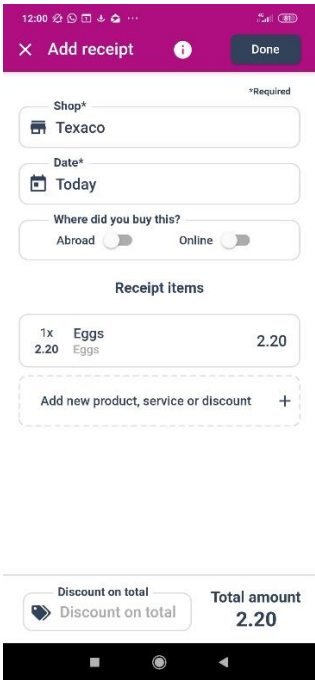 12:00
4G 81
Add receipt i Done
*Required
Shop*
Texaco
Date*
Today
Where did you buy this?
Abroad Online
Receipt items
1x Eggs 2.20
2.20 Eggs
Add new product, service or discount +
Discount on total
Discount on total
Total amount
2.20